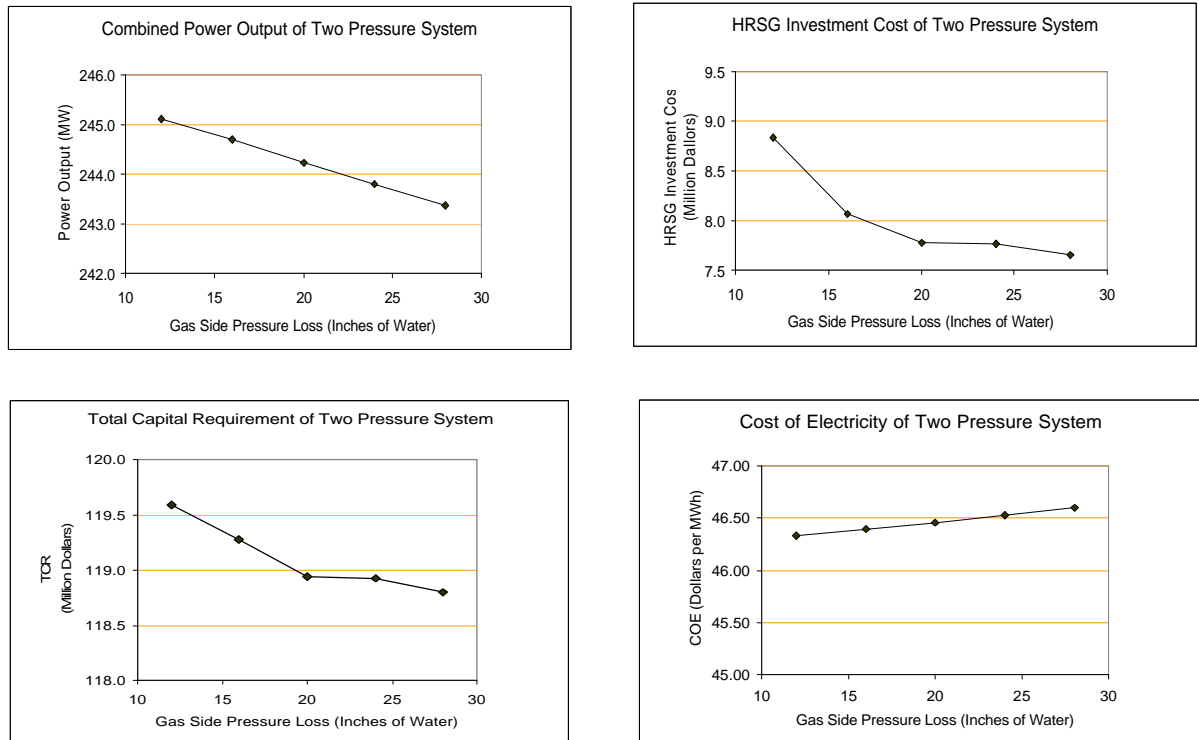 Combined Power Output of Two Pressure System
246.0
245.0
244.0
243.0
242.0
10 15 20 25 30
Power Output (MW)
Gas Side Pressure Loss (Inches of Water)
HRSG Investment Cost of Two Pressure System
9.5
9.0
8.5
8.0
7.5
10 15 20 25 30
HRSG Investment Cos
(Million Dallors)
Gas Side Pressure Loss (Inches of Water)
Total Capital Requirement of Two Pressure System
120.0
119.5
119.0
118.5
118.0
10 15 20 25 30
TCR
(Million Dollars)
Gas Side Pressure Loss (Inches of Water)
Cost of Electricity of Two Pressure System
47.00
46.50
46.00
45.50
45.00
10 15 20 25 30
COE (Dollars per MWh)
Gas Side Pressure Loss (Inches of Water)